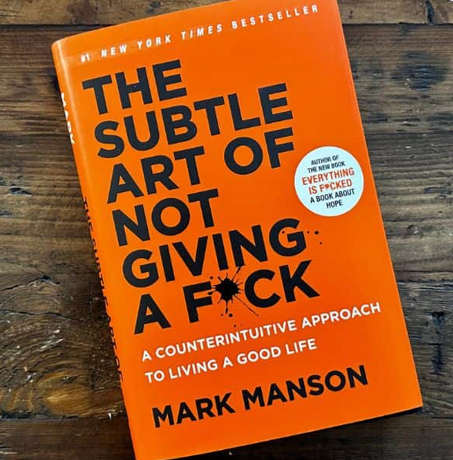 #1 NEW YORK TIMES BESTSELLER
THE
SUBTLE
ART OF
NOT
GIVING
A F*CK
AUTHOR OF
THE NEW BOOK
EVERYTHING
IS F*CKED
A BOOK ABOUT
HOPE
A COUNTERINTUITIVE APPROACH
TO LIVING A GOOD LIFE
MARK MANSON